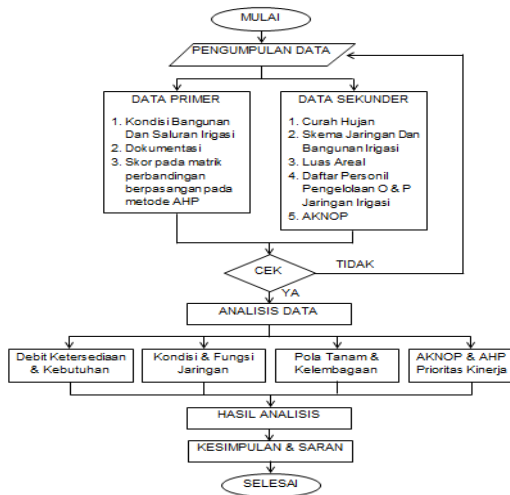 MULAI
PENGUMPULAN DATA
DATA PRIMER
1. Kondisi Bangunan
Dan Saluran Irigasi
2. Dokumentasi
3. Skor pada matrik
perbandingan
berpasangan pada
metode AHP
DATA SEKUNDER
1. Curah Hujan
2. Skema Jaringan Dan
Bangunan Irigasi
3. Luas Areal
4. Daftar Personil
Pengelolaan O & P
Jaringan Irigasi
5. AKNOP
CEK
TIDAK
YA
ANALISIS DATA
Debit Ketersediaan
& Kebutuhan
Kondisi & Fungsi
Jaringan
Pola Tanam &
Kelembagaan
AKNOP & AHP
Prioritas Kinerja
HASIL ANALISIS
KESIMPULAN & SARAN
SELESAI